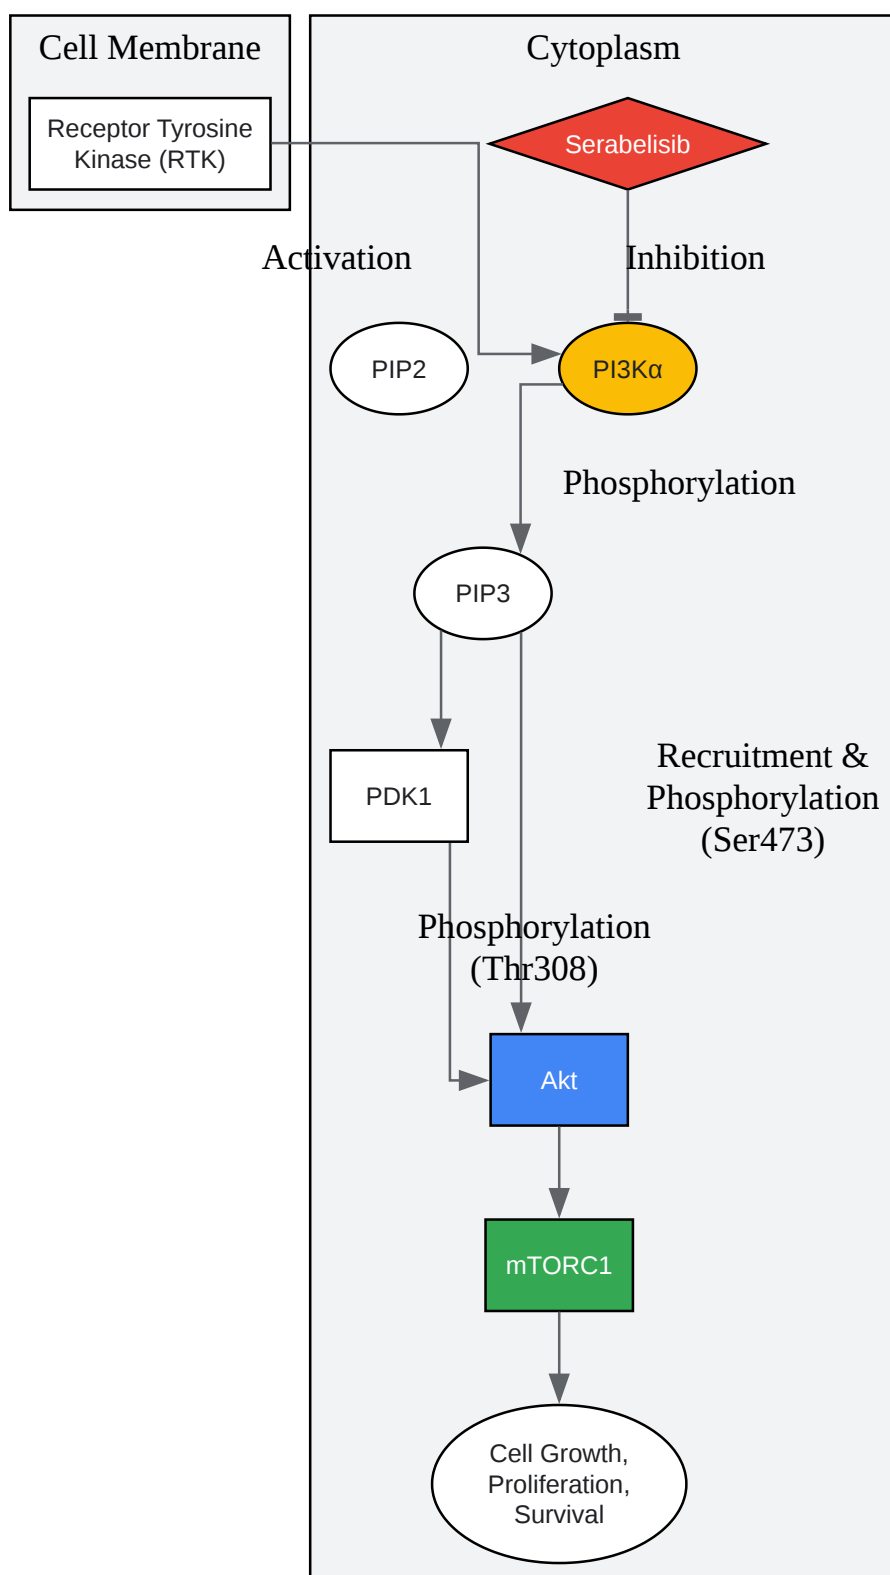 Cell Membrane
Cytoplasm
Receptor Tyrosine
Kinase (RTK)
Serabelisib
Activation
Inhibition
PIP2
PI3Kα
Phosphorylation
PIP3
Recruitment &
Phosphorylation
(Ser473)
PDK1
Phosphorylation
(Thr308)
Akt
mTORC1
Cell Growth,
Proliferation,
Survival